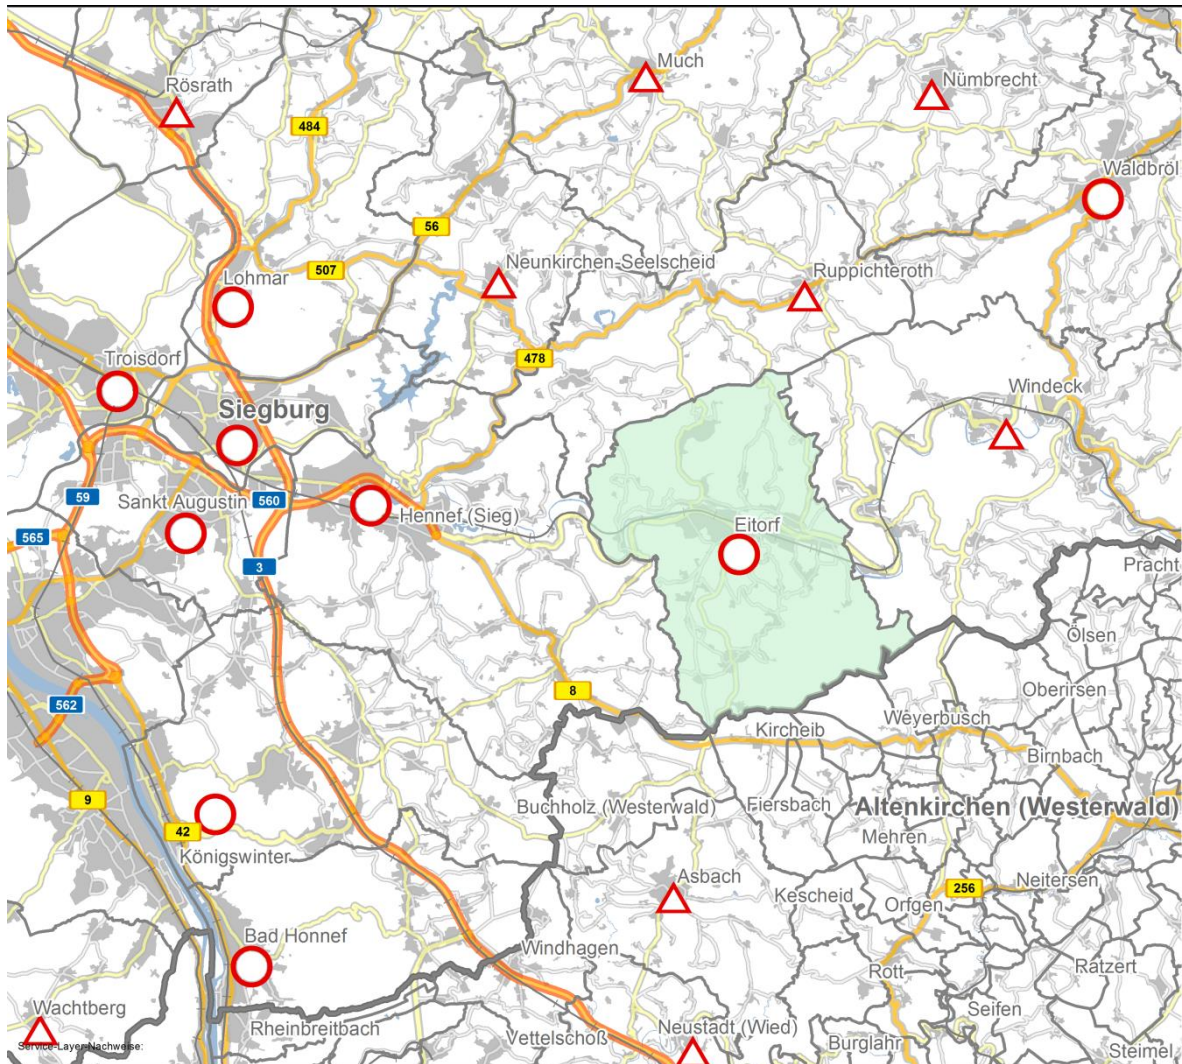 Much
Rösrath
Nümbrecht
484
Waldbröl
56
Neunkirchen-Seelscheid
507
Ruppichteroth
Lohmar
Troisdorf
478
Windeck
Siegburg
59
Sankt Augustin
560
Hennef (Sieg)
Eitorf
565
3
Pracht
Ölsen
8
Oberirsen
562
Weyerbusch
Kircheib
Birnbach
9
Buchholz (Westerwald)
Fiersbach
Altenkirchen (Westerwald)
42
Mehren
Königswinter
Asbach
Neitersen
256
Kescheid
Orfgen
Bad Honnef
Windhagen
Rott
Ratzert
Wachtberg
Seifen
Rheinbreitbach
Neustadt (Wied)
Vettelschoß
Burglahr
Service-Layer-Nachweise:
Steimel